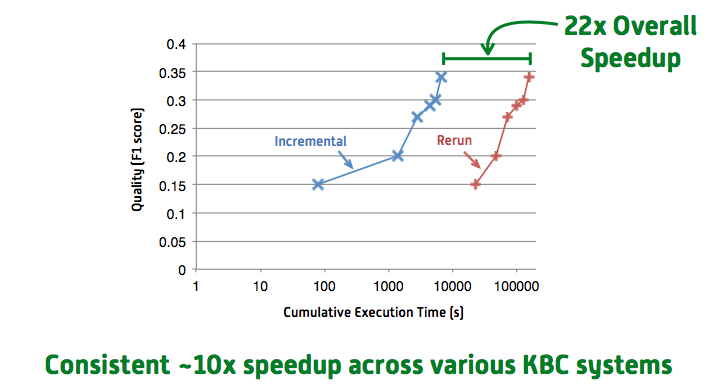 22x Overall
Speedup
0.4
0.35
0.3
0.25
0.2
0.15
0.1
0.05
0
Quality (F1 score)
Incremental
Rerun
1
10
100
1000
10000
100000
Cumulative Execution Time (s)
Consistent ~10x speedup across various KBC systems